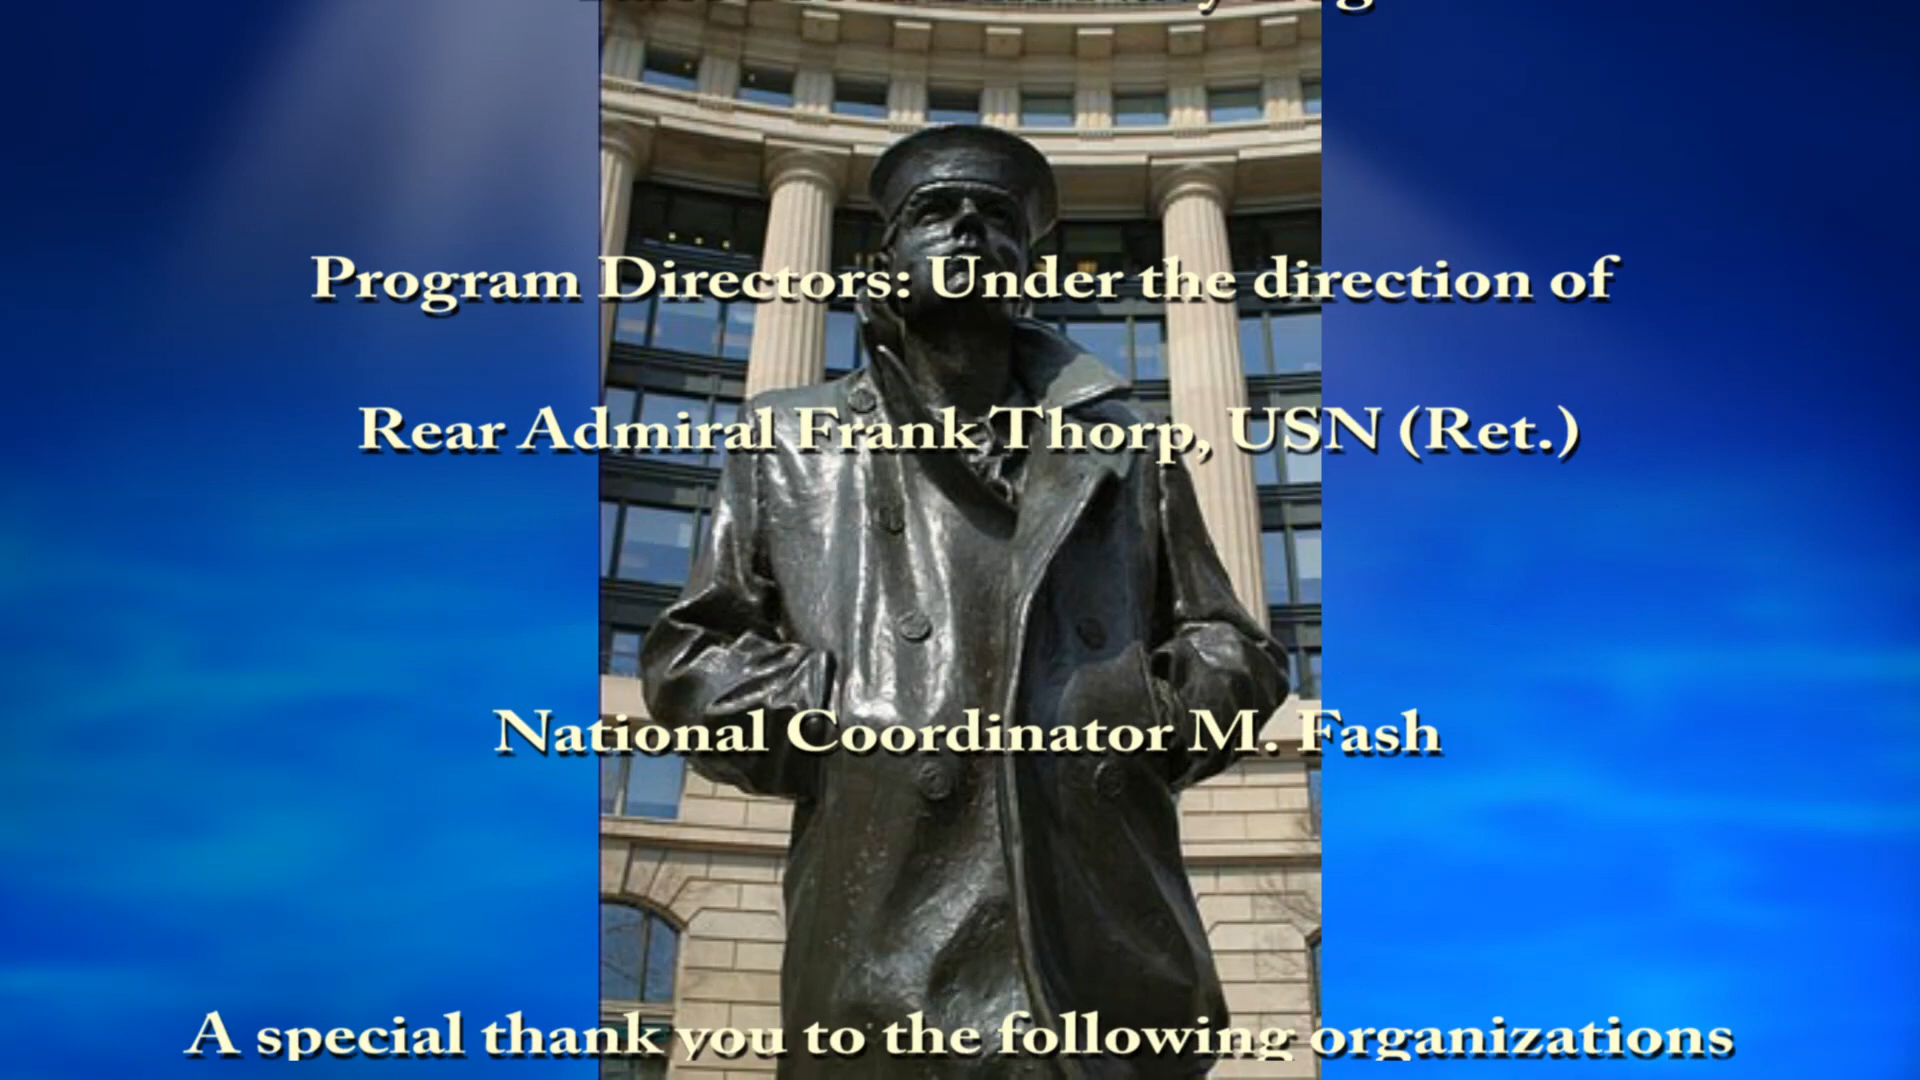 Program Directors: Under the direction of
Rear Admiral Frank Thorp, USN (Ret.)
National Coordinator M. Fash
A special thank you to the following organizations